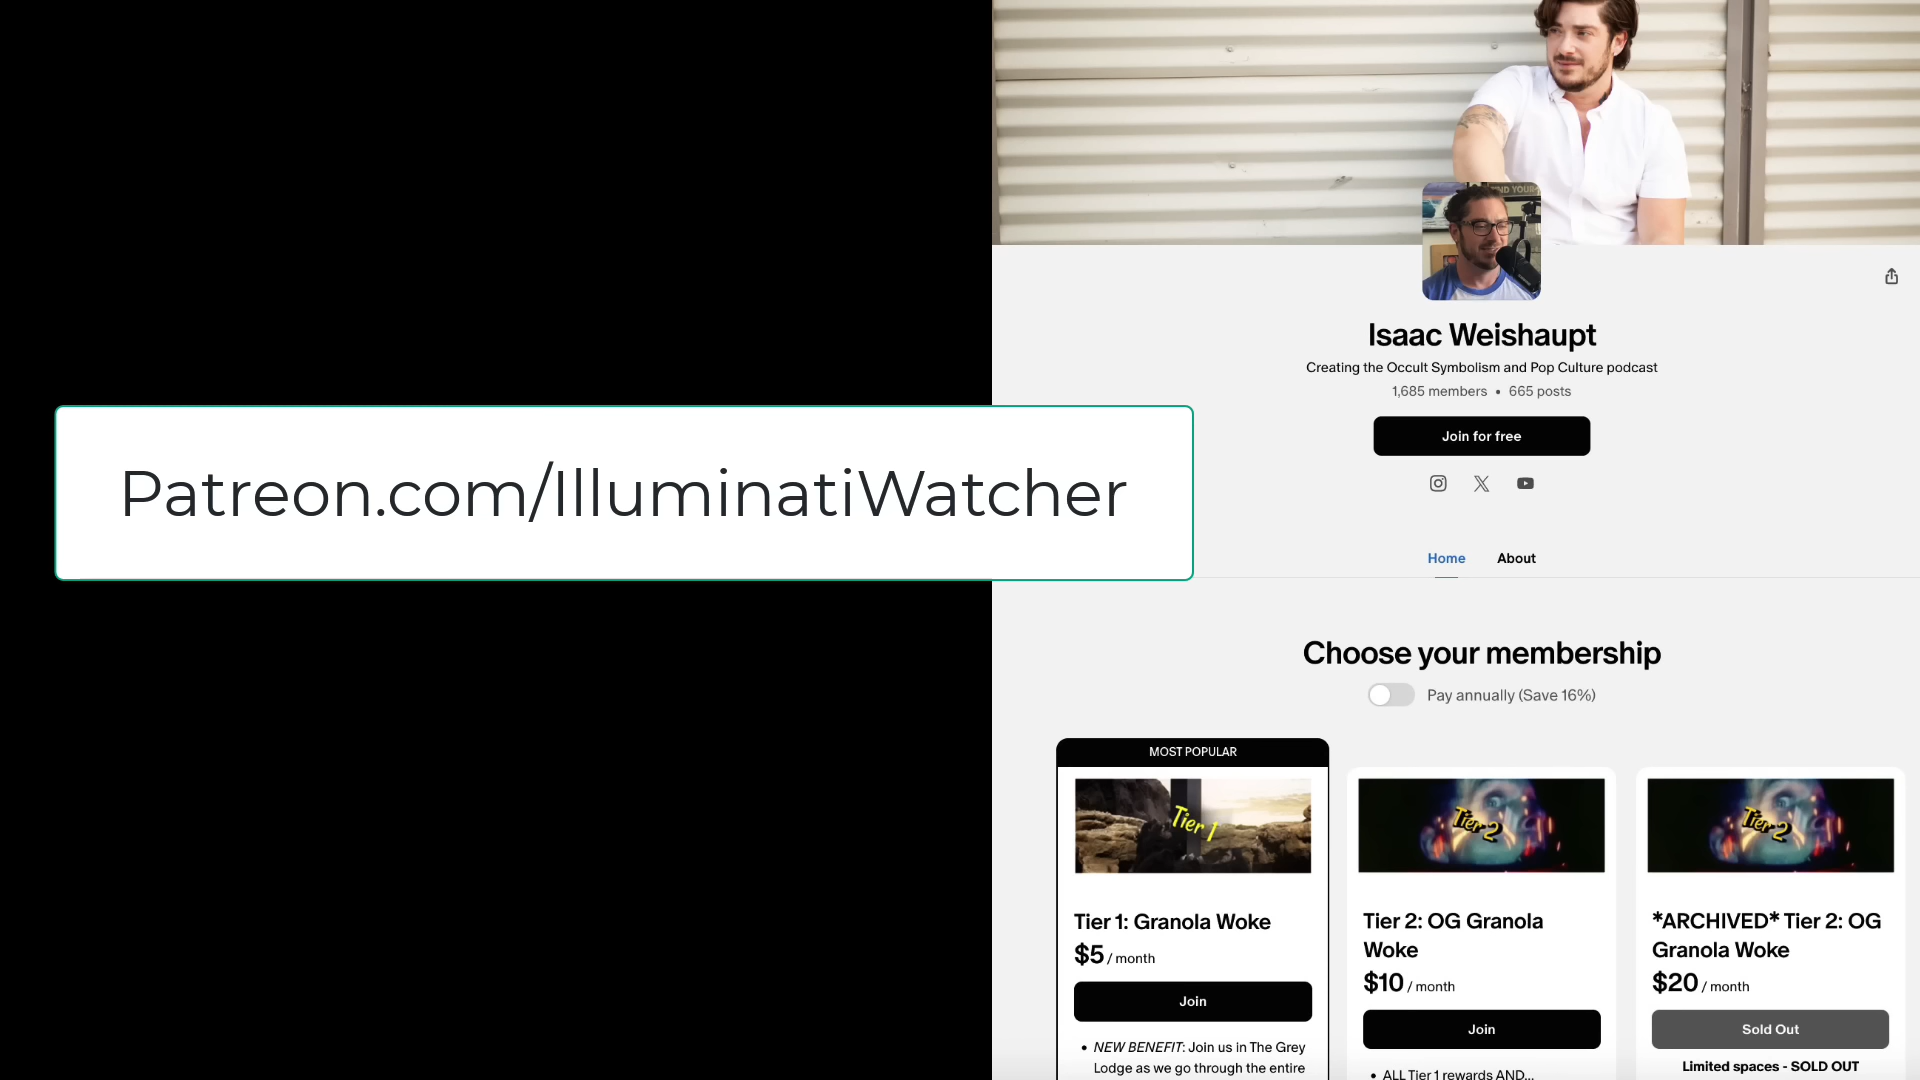 Patreon.com/IlluminatiWatcher
Isaac Weishaupt
Creating the Occult Symbolism and Pop Culture podcast
1,685 members • 665 posts
Join for free
Home
About
Choose your membership
Pay annually (Save 16%)
MOST POPULAR
Tier 1
Tier 1: Granola Woke
$5 / month
Join
• NEW BENEFIT: Join us in The Grey
Lodge as we go through the entire
Tier 2
Tier 2: OG Granola
Woke
$10 / month
Join
• ALL Tier 1 rewards AND...
Tier 2
*ARCHIVED* Tier 2: OG
Granola Woke
$20 / month
Sold Out
Limited spaces - SOLD OUT